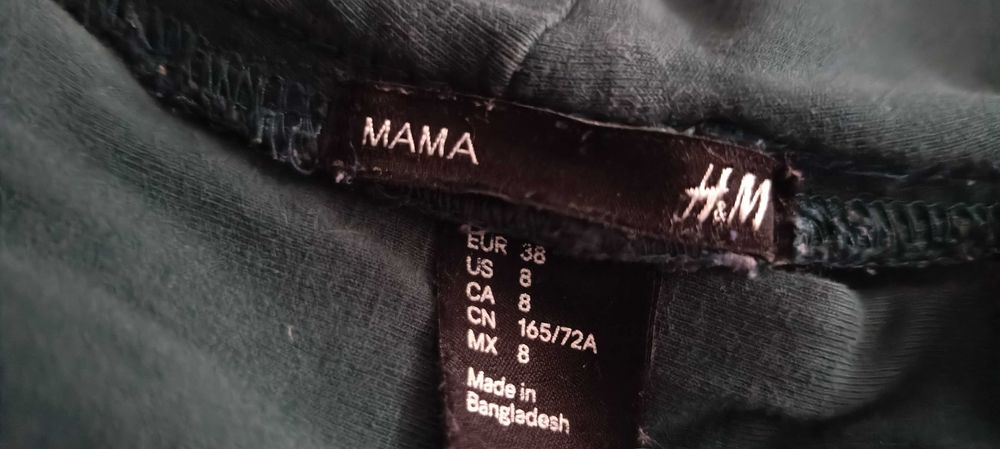 MAMA
H&M
EUR 38
US 8
CA 8
CN 165/72A
MX 8
Made in
Bangladesh